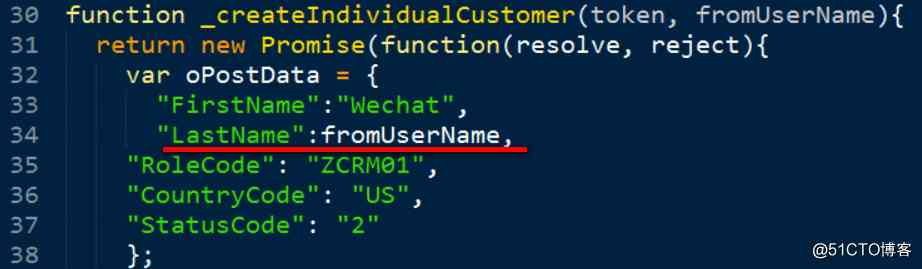 30 function _createIndividualCustomer(token, fromUserName){
31 return new Promise(function(resolve, reject){
32 var oPostData = {
33 "FirstName":"Wechat",
34 "LastName":fromUserName,
35 "RoleCode": "ZCRM01",
36 "CountryCode": "US",
37 "StatusCode": "2"
38 };
@51CTO博客